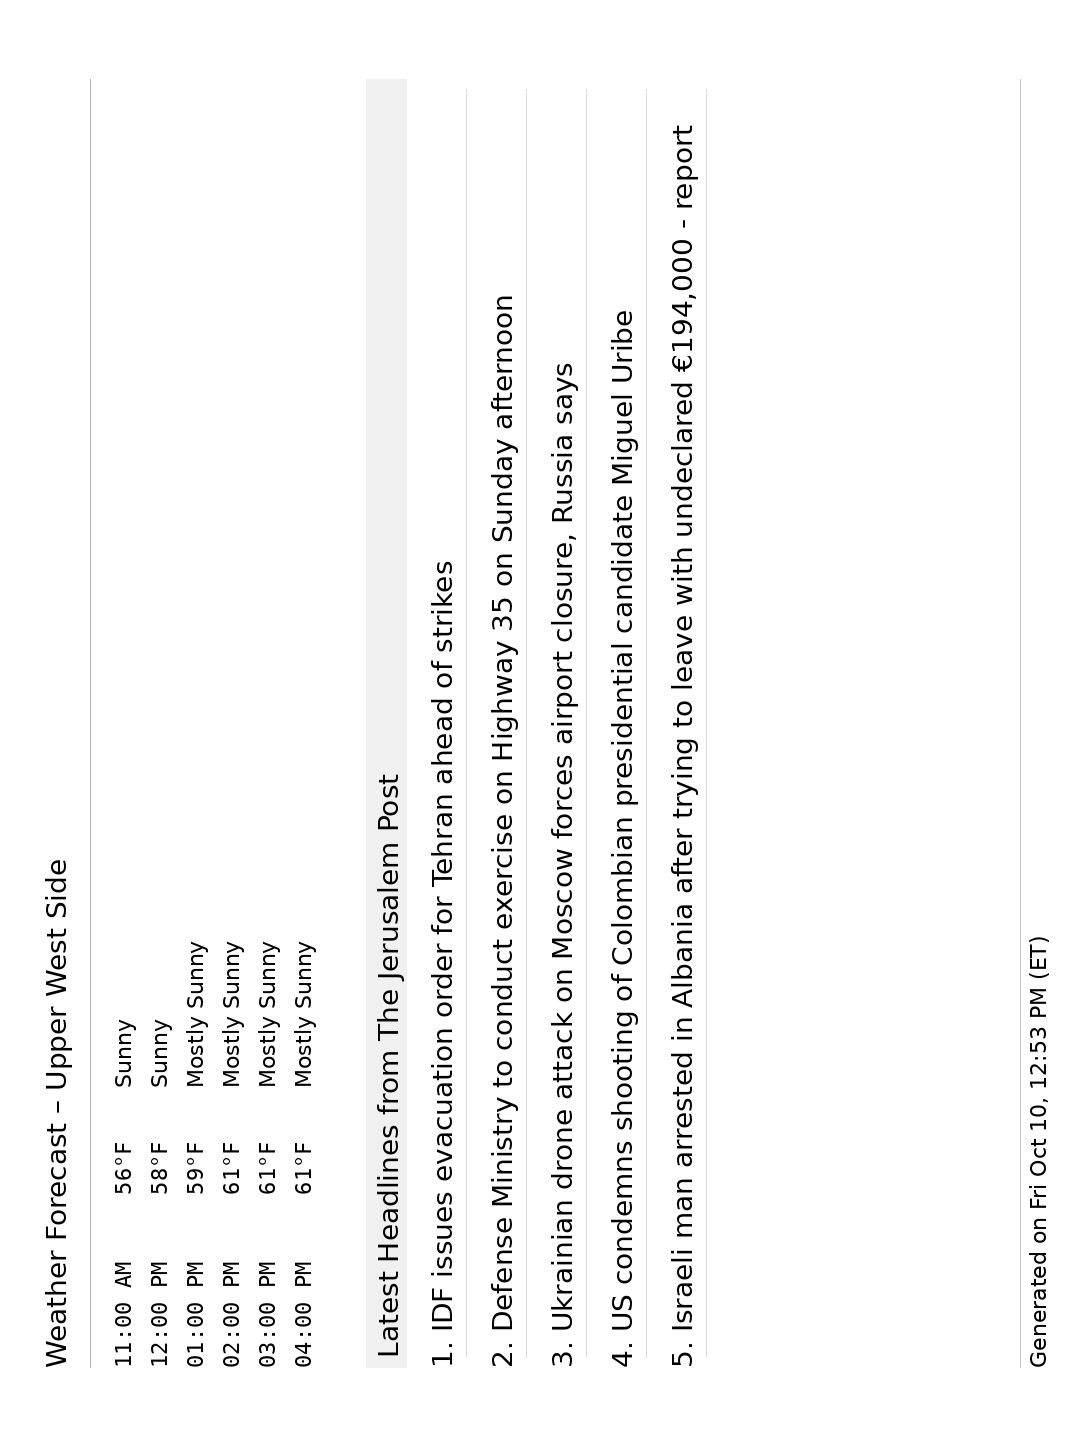 Weather Forecast – Upper West Side
11:00 AM 56°F Sunny
12:00 PM 58°F Sunny
01:00 PM 59°F Mostly Sunny
02:00 PM 61°F Mostly Sunny
03:00 PM 61°F Mostly Sunny
04:00 PM 61°F Mostly Sunny
Latest Headlines from The Jerusalem Post
1. IDF issues evacuation order for Tehran ahead of strikes
2. Defense Ministry to conduct exercise on Highway 35 on Sunday afternoon
3. Ukrainian drone attack on Moscow forces airport closure, Russia says
4. US condemns shooting of Colombian presidential candidate Miguel Uribe
5. Israeli man arrested in Albania after trying to leave with undeclared €194,000 - report
Generated on Fri Oct 10, 12:53 PM (ET)